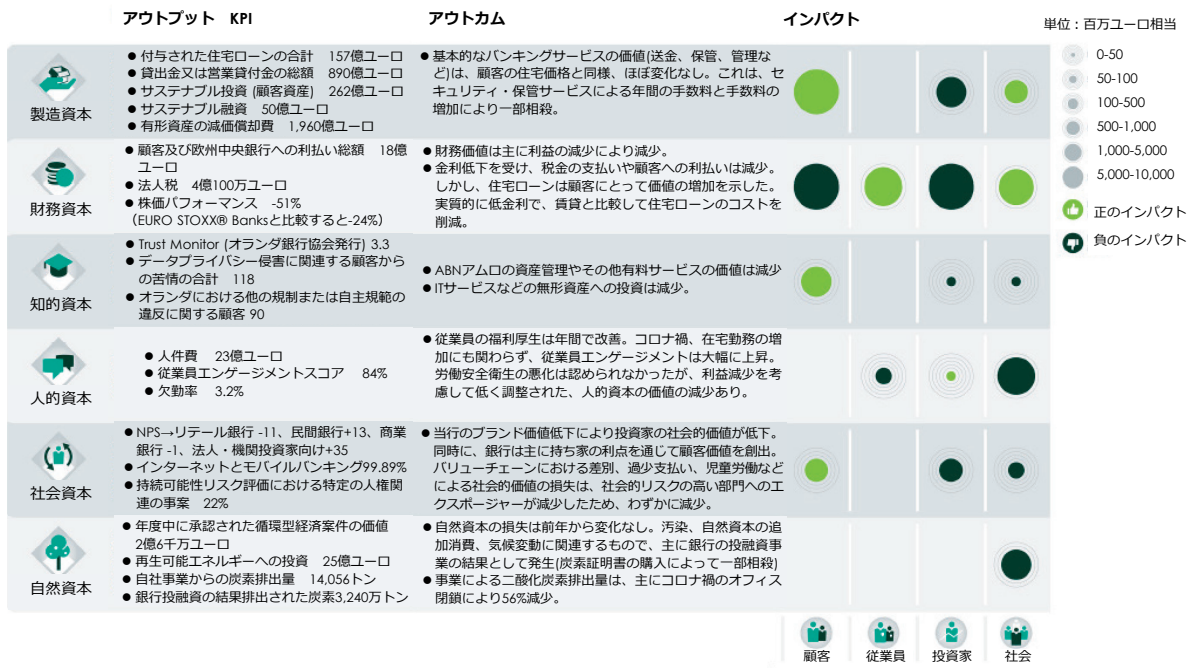 アウトプット　KPI
アウトカム
インパクト
単位：百万ユーロ相当
製造資本
● 付与された住宅ローンの合計　157億ユーロ
● 貸出金又は営業貸付金の総額　890億ユーロ
● サステナブル投資 (顧客資産)　262億ユーロ
● サステナブル融資　50億ユーロ
● 有形資産の減価償却費　1,960億ユーロ
● 基本的なバンキングサービスの価値(送金、保管、管理な
ど)は、顧客の住宅価格と同様、ほぼ変化なし。これは、セ
キュリティ・保管サービスによる年間の手数料と手数料の
増加により一部相殺。
財務資本
● 顧客及び欧州中央銀行への利払い総額　18億
ユーロ
● 法人税　4億100万ユーロ
● 株価パフォーマンス　-51%
（EURO STOXX® Banksと比較すると-24%）
● 財務価値は主に利益の減少により減少。
● 金利低下を受け、税金の支払いや顧客への利払いは減少。
しかし、住宅ローンは顧客にとって価値の増加を示した。
実質的に低金利で、賃貸と比較して住宅ローンのコストを
削減。
知的資本
● Trust Monitor (オランダ銀行協会発行) 3.3
● データプライバシー侵害に関連する顧客から
の苦情の合計　118
● オランダにおける他の規制または自主規範の
違反に関する顧客 90
● ABNアムロの資産管理やその他有料サービスの価値は減少
● ITサービスなどの無形資産への投資は減少。
人的資本
● 人件費　23億ユーロ
● 従業員エンゲージメントスコア　84%
● 欠勤率　3.2%
● 従業員の福利厚生は年間で改善。コロナ禍、在宅勤務の増
加にも関わらず、従業員エンゲージメントは大幅に上昇。
労働安全衛生の悪化は認められなかったが、利益減少を考
慮して低く調整された、人的資本の価値の減少あり。
社会資本
● NPS→リテール銀行 -11、民間銀行+13、商業
銀行 -1、法人・機関投資家向け+35
● インターネットとモバイルバンキング99.89%
● 持続可能性リスク評価における特定の人権関
連の事案　22%
● 当行のブランド価値低下により投資家の社会的価値が低下。
同時に、銀行は主に持ち家の利点を通じて顧客価値を創出。
バリューチェーンにおける差別、過少支払い、児童労働など
による社会的価値の損失は、社会的リスクの高い部門へのエ
クスポージャーが減少したため、わずかに減少。
自然資本
● 年度中に承認された循環型経済案件の価値
2億6千万ユーロ
● 再生可能エネルギーへの投資　25億ユーロ
● 自社事業からの炭素排出量　14,056トン
● 銀行投融資の結果排出された炭素3,240万トン
● 自然資本の損失は前年から変化なし。汚染、自然資本の追
加消費、気候変動に関連するもので、主に銀行の投融資事
業の結果として発生(炭素証明書の購入によって一部相殺)
● 事業による二酸化炭素排出量は、主にコロナ禍のオフィス
閉鎖により56%減少。
0-50
50-100
100-500
500-1,000
1,000-5,000
5,000-10,000
正のインパクト
負のインパクト
顧客
従業員
投資家
社会